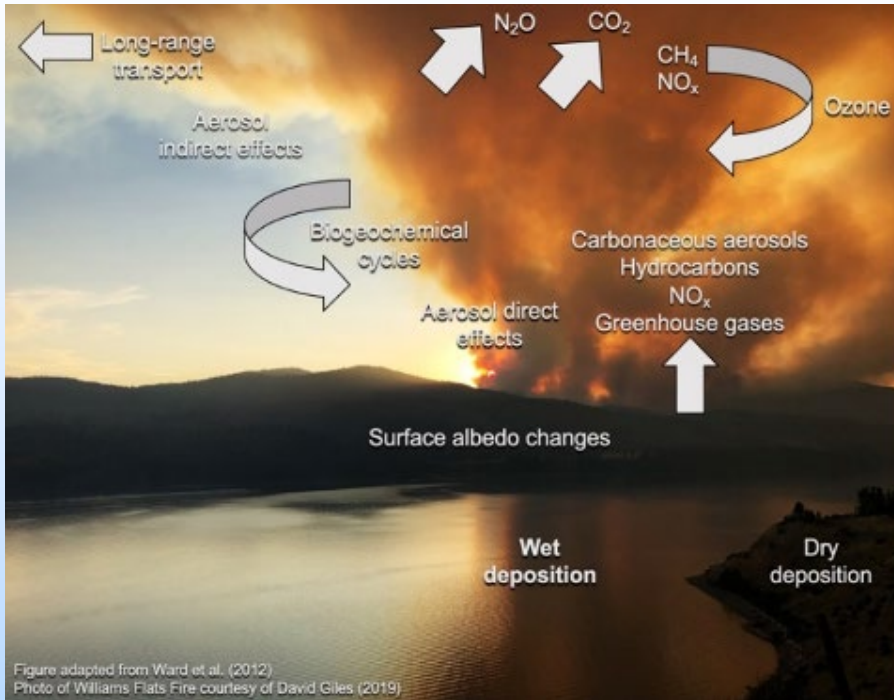 Long-range
transport
N₂O
CO₂
CH₄
NOₓ
Ozone
Aerosol
indirect effects
Biogeochemical
cycles
Carbonaceous aerosols
Hydrocarbons
NOₓ
Greenhouse gases
Aerosol direct
effects
Surface albedo changes
Wet
deposition
Dry
deposition
Figure adapted from Ward et al. (2012)
Photo of Williams Flats Fire courtesy of David Giles (2019)